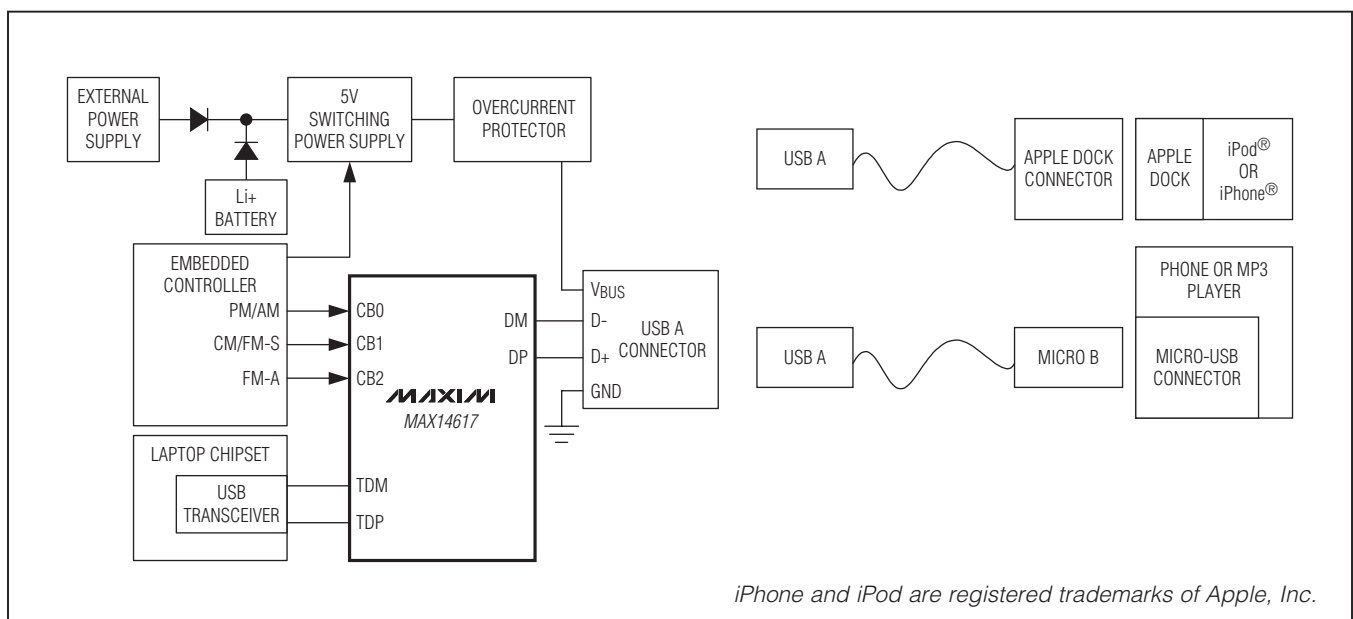 EXTERNAL
POWER
SUPPLY
5V
SWITCHING
POWER SUPPLY
OVERCURRENT
PROTECTOR
Li+
BATTERY
EMBEDDED
CONTROLLER
PM/AM
CM/FM-S
FM-A
CB0
CB1
CB2
DM
DP
MAXIM
MAX14617
TDM
TDP
LAPTOP CHIPSET
USB
TRANSCEIVER
VBUS
D-
D+
GND
USB A
CONNECTOR
USB A
APPLE DOCK
CONNECTOR
APPLE
DOCK
iPod®
OR
iPhone®
USB A
MICRO B
PHONE OR MP3
PLAYER
MICRO-USB
CONNECTOR
iPhone and iPod are registered trademarks of Apple, Inc.